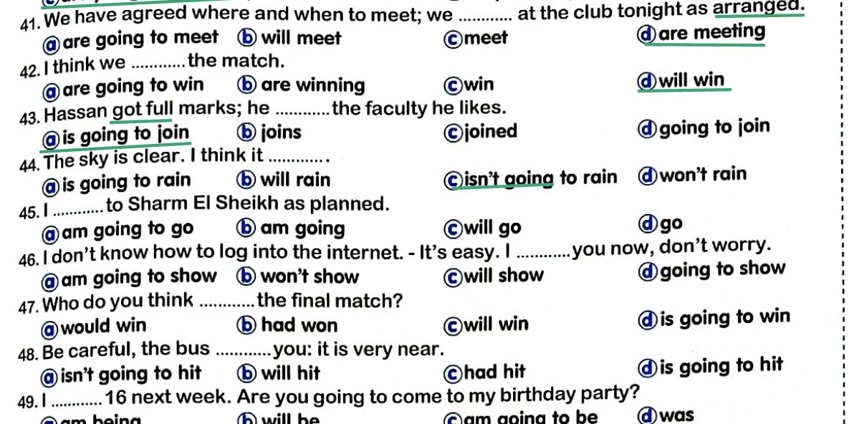 41. We have agreed where and when to meet; we ............ at the club tonight as arranged.
ⓐ are going to meet ⓑ will meet ⓒ meet ⓓ are meeting
42. I think we ............ the match.
ⓐ are going to win ⓑ are winning ⓒ win ⓓ will win
43. Hassan got full marks; he ............ the faculty he likes.
ⓐ is going to join ⓑ joins ⓒ joined ⓓ going to join
44. The sky is clear. I think it ............ .
ⓐ is going to rain ⓑ will rain ⓒ isn't going to rain ⓓ won't rain
45. I ............ to Sharm El Sheikh as planned.
ⓐ am going to go ⓑ am going ⓒ will go ⓓ go
46. I don't know how to log into the internet. - It's easy. I ............ you now, don't worry.
ⓐ am going to show ⓑ won't show ⓒ will show ⓓ going to show
47. Who do you think ............ the final match?
ⓐ would win ⓑ had won ⓒ will win ⓓ is going to win
48. Be careful, the bus ............ you: it is very near.
ⓐ isn't going to hit ⓑ will hit ⓒ had hit ⓓ is going to hit
49. I ............ 16 next week. Are you going to come to my birthday party?
ⓐ am being ⓑ will be ⓒ am going to be ⓓ was